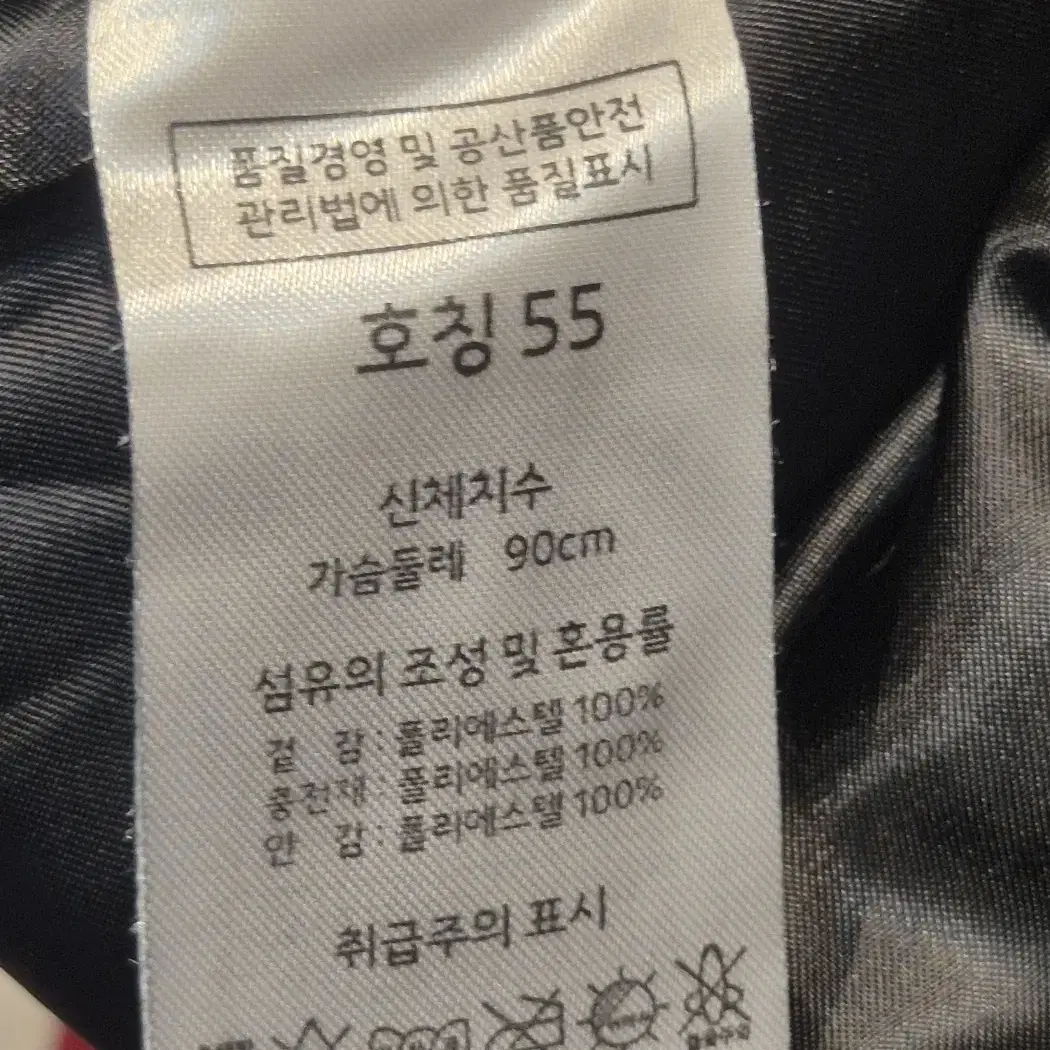 품질경영 및 공산품안전
관리법에 의한 품질표시
호칭 55
신체치수
가슴둘레 90cm
섬유의 조성 및 혼용률
겉 감 : 폴리에스텔 100%
충전재 : 폴리에스텔 100%
안 감 : 폴리에스텔 100%
취급주의 표시